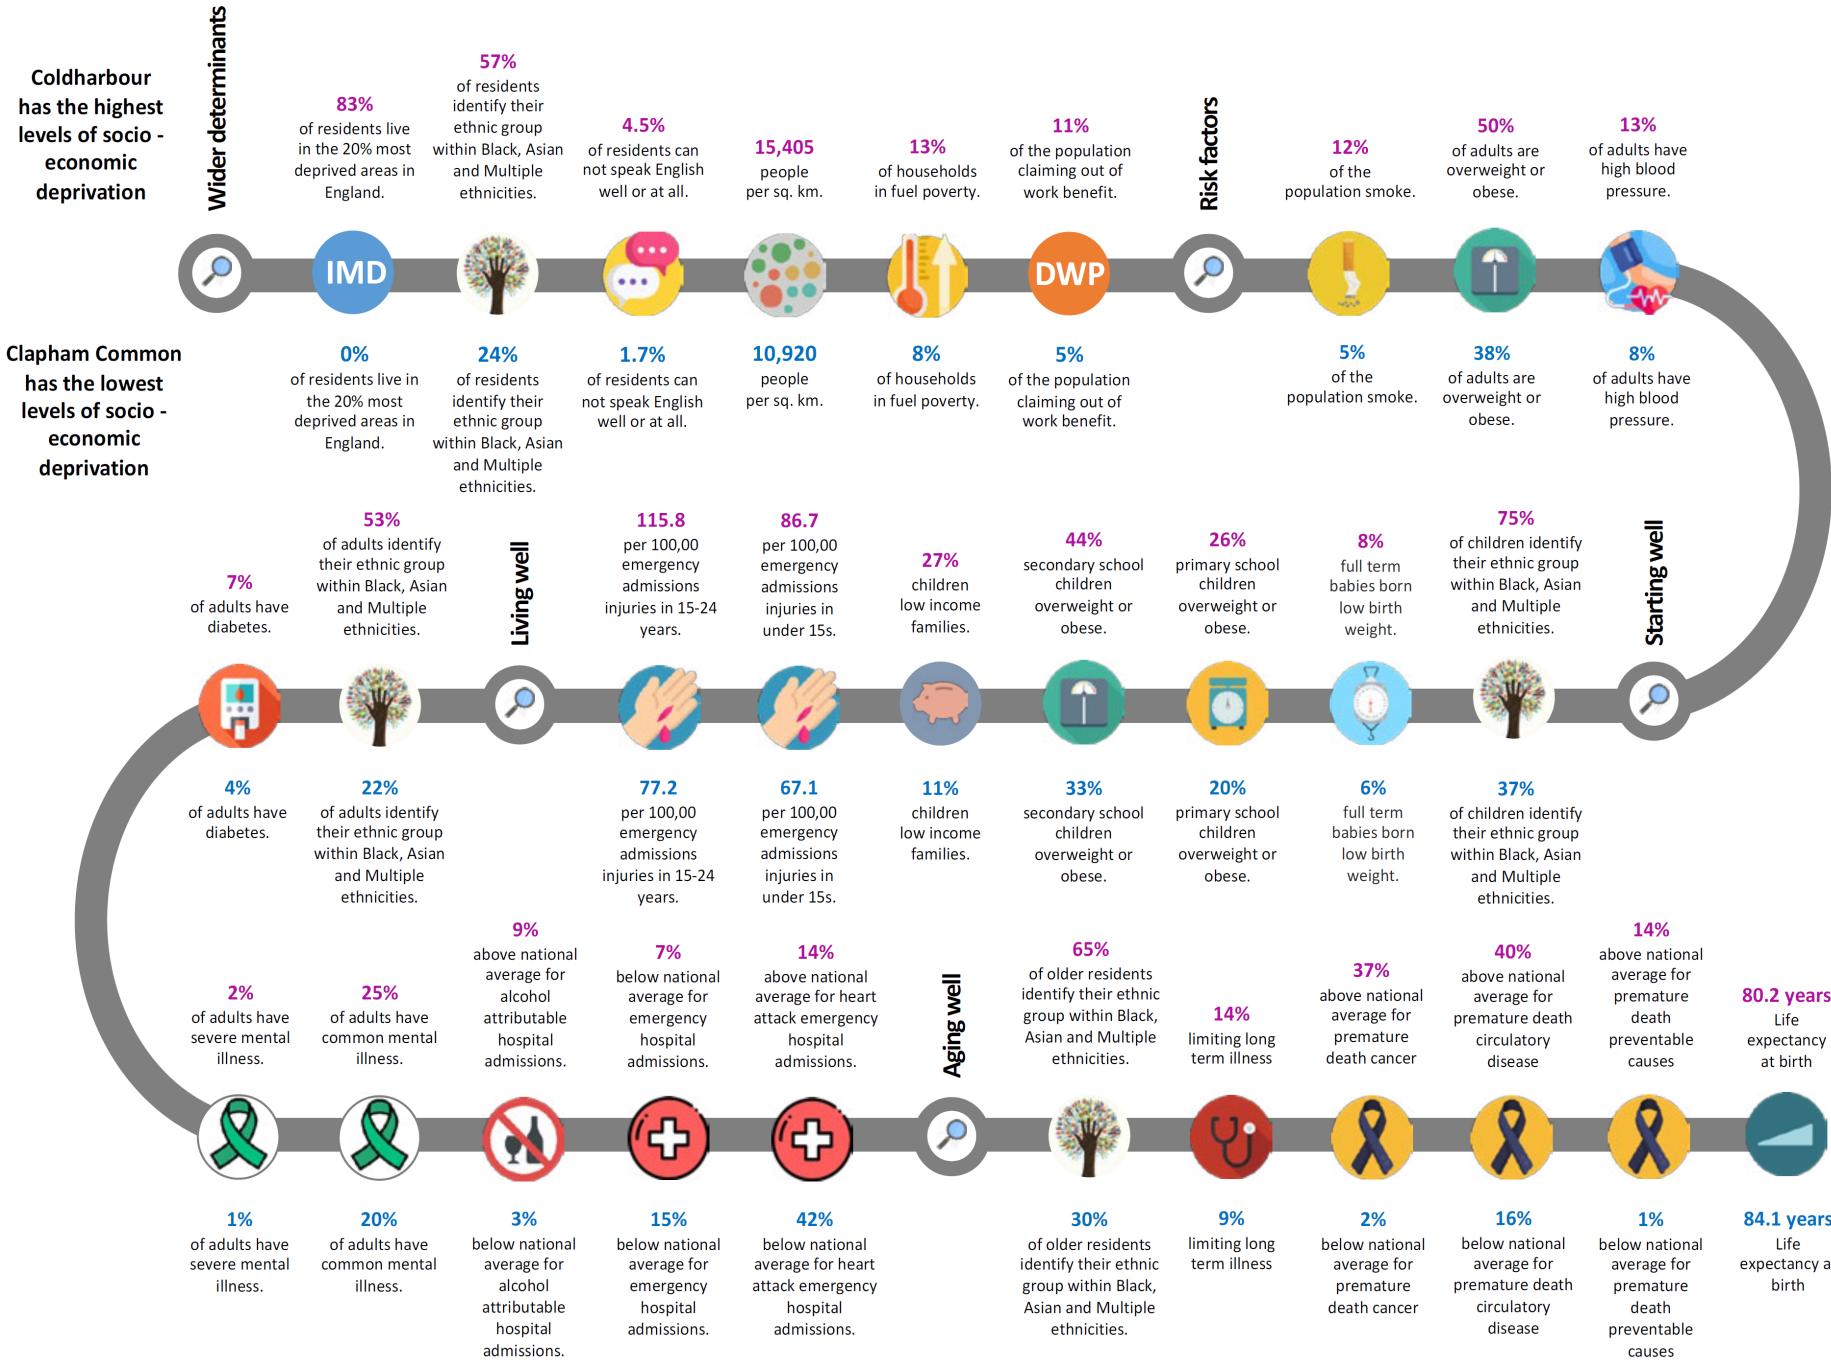 Coldharbour
has the highest
levels of socio -
economic
deprivation
Wider determinants
83%
of residents live
in the 20% most
deprived areas in
England.
57%
of residents
identify their
ethnic group
within Black, Asian
and Multiple
ethnicities.
4.5%
of residents can
not speak English
well or at all.
15,405
people
per sq. km.
13%
of households
in fuel poverty.
11%
of the population
claiming out of
work benefit.
Risk factors
12%
of the
population smoke.
50%
of adults are
overweight or
obese.
13%
of adults have
high blood
pressure.
IMD
DWP
Clapham Common
has the lowest
levels of socio -
economic
deprivation
0%
of residents live in
the 20% most
deprived areas in
England.
24%
of residents
identify their
ethnic group
within Black, Asian
and Multiple
ethnicities.
1.7%
of residents can
not speak English
well or at all.
10,920
people
per sq. km.
8%
of households
in fuel poverty.
5%
of the population
claiming out of
work benefit.
5%
of the
population smoke.
38%
of adults are
overweight or
obese.
8%
of adults have
high blood
pressure.
7%
of adults have
diabetes.
53%
of adults identify
their ethnic group
within Black, Asian
and Multiple
ethnicities.
Living well
115.8
per 100,00
emergency
admissions
injuries in 15-24
years.
86.7
per 100,00
emergency
admissions
injuries in
under 15s.
27%
children
low income
families.
44%
secondary school
children
overweight or
obese.
26%
primary school
children
overweight or
obese.
8%
full term
babies born
low birth
weight.
75%
of children identify
their ethnic group
within Black, Asian
and Multiple
ethnicities.
Starting well
4%
of adults have
diabetes.
22%
of adults identify
their ethnic group
within Black, Asian
and Multiple
ethnicities.
77.2
per 100,00
emergency
admissions
injuries in 15-24
years.
67.1
per 100,00
emergency
admissions
injuries in
under 15s.
11%
children
low income
families.
33%
secondary school
children
overweight or
obese.
20%
primary school
children
overweight or
obese.
6%
full term
babies born
low birth
weight.
37%
of children identify
their ethnic group
within Black, Asian
and Multiple
ethnicities.
2%
of adults have
severe mental
illness.
25%
of adults have
common mental
illness.
9%
above national
average for
alcohol
attributable
hospital
admissions.
7%
below national
average for
emergency
hospital
admissions.
14%
above national
average for heart
attack emergency
hospital
admissions.
Aging well
65%
of older residents
identify their ethnic
group within Black,
Asian and Multiple
ethnicities.
14%
limiting long
term illness
37%
above national
average for
premature
death cancer
40%
above national
average for
premature death
circulatory
disease
14%
above national
average for
premature
death
preventable
causes
80.2 years
Life
expectancy
at birth
1%
of adults have
severe mental
illness.
20%
of adults have
common mental
illness.
3%
below national
average for
alcohol
attributable
hospital
admissions.
15%
below national
average for
emergency
hospital
admissions.
42%
below national
average for heart
attack emergency
hospital
admissions.
30%
of older residents
identify their ethnic
group within Black,
Asian and Multiple
ethnicities.
9%
limiting long
term illness
2%
below national
average for
premature
death cancer
16%
below national
average for
premature death
circulatory
disease
1%
below national
average for
premature
death
preventable
causes
84.1 years
Life
expectancy a
birth